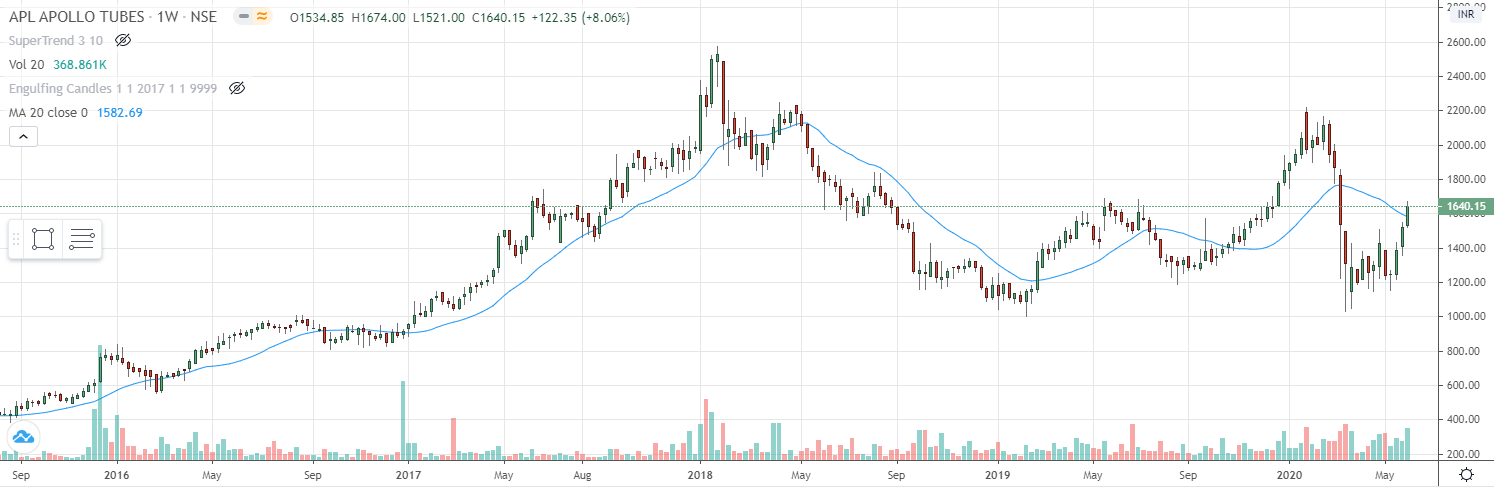 APL APOLLO TUBES · 1W · NSE O1534.85 H1674.00 L1521.00 C1640.15 +122.35 (+8.06%)
SuperTrend 3 10
Vol 20 368.861K
Engulfing Candles 1 1 2017 1 1 9999
MA 20 close 0 1582.69
INR
2600.00
2400.00
2200.00
2000.00
1800.00
1640.15
1400.00
1200.00
1000.00
800.00
600.00
400.00
200.00
Sep 2016 May Sep 2017 May Aug 2018 May Sep 2019 May Sep 2020 May